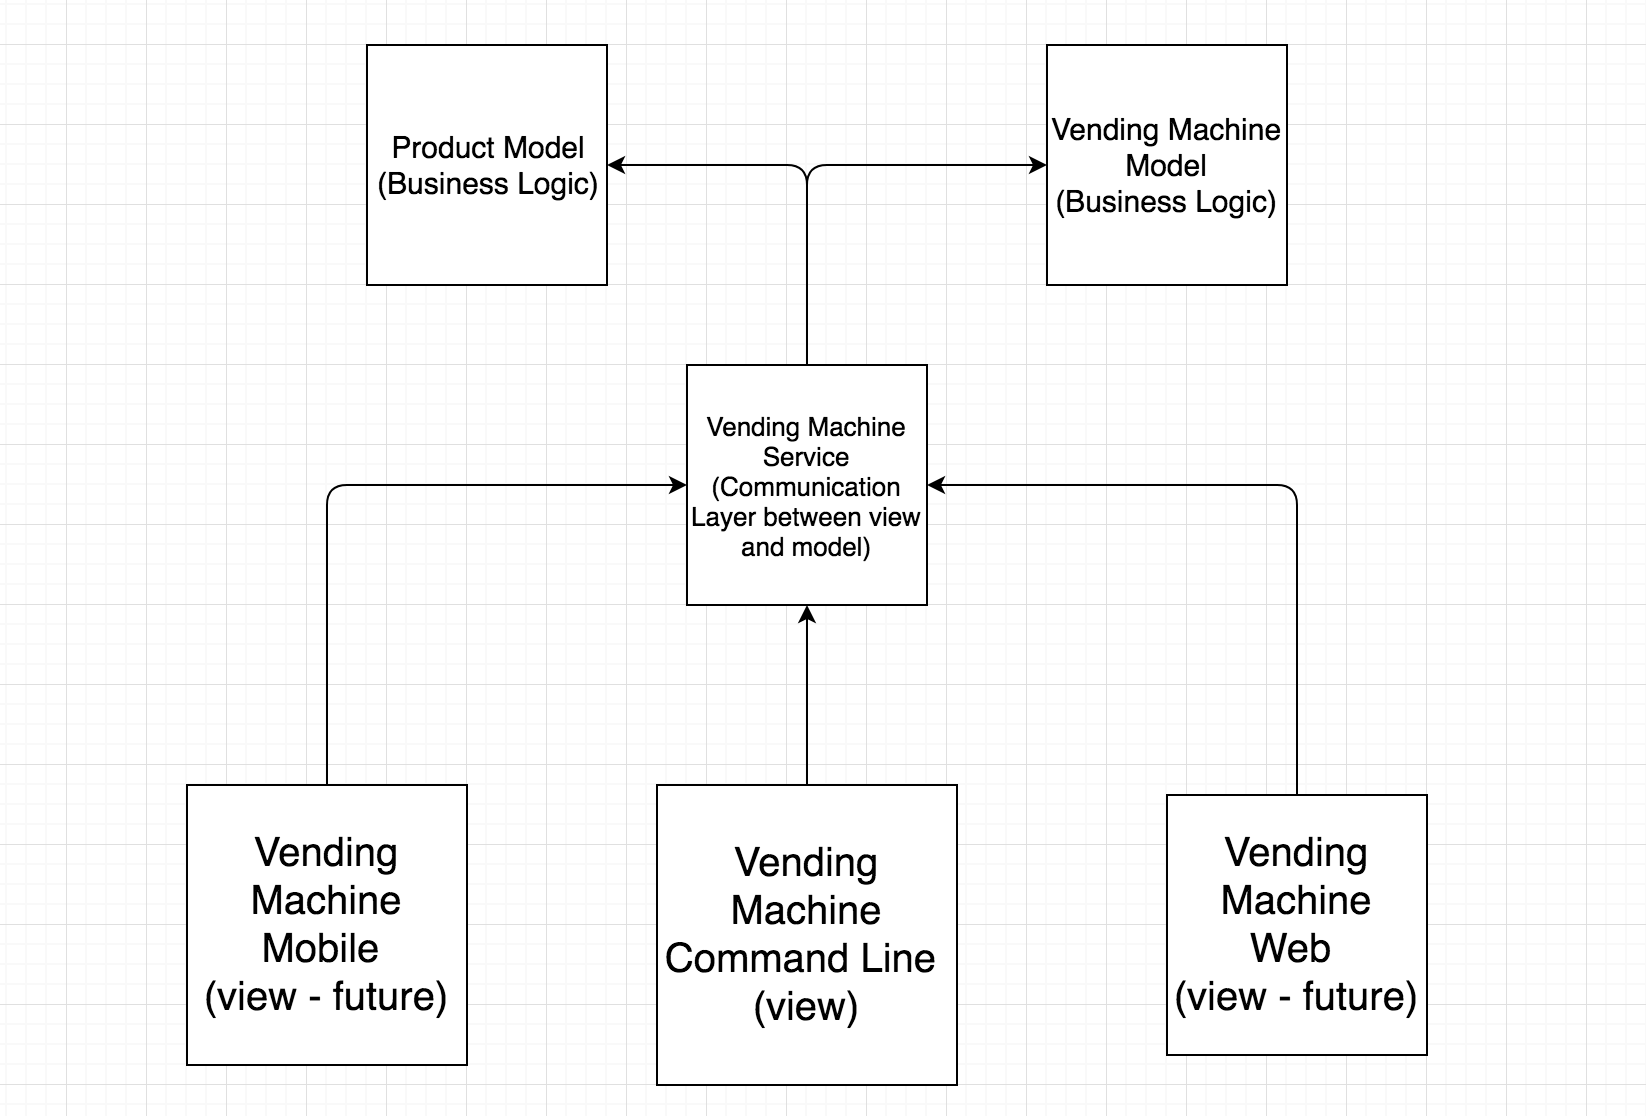 Product Model
(Business Logic)
Vending Machine
Model
(Business Logic)
Vending Machine
Service
(Communication
Layer between view
and model)
Vending
Machine
Mobile
(view - future)
Vending
Machine
Command Line
(view)
Vending
Machine
Web
(view - future)